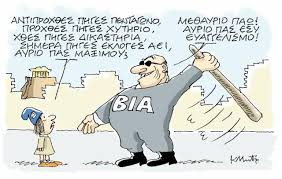 ΑΝΤΙΠΡΟΧΘΕΣ ΠΗΓΕΣ ΠΕΝΤΑΓΩΝΟ,
ΠΡΟΧΘΕΣ ΠΗΓΕΣ ΧΥΤΗΡΙΟ,
ΧΘΕΣ ΠΗΓΕΣ ΔΙΚΑΣΤΗΡΙΑ,
ΣΗΜΕΡΑ ΠΗΓΕΣ ΕΚΛΟΓΕΣ ΑΕΙ,
ΑΥΡΙΟ ΠΑΣ ΜΑΞΙΜΟΥ;
ΜΕΘΑΥΡΙΟ ΠΑΩ!
ΑΥΡΙΟ ΠΑΣ ΕΣΥ
ΕΥΑΓΓΕΛΙΣΜΟ!
ΒΙΑ